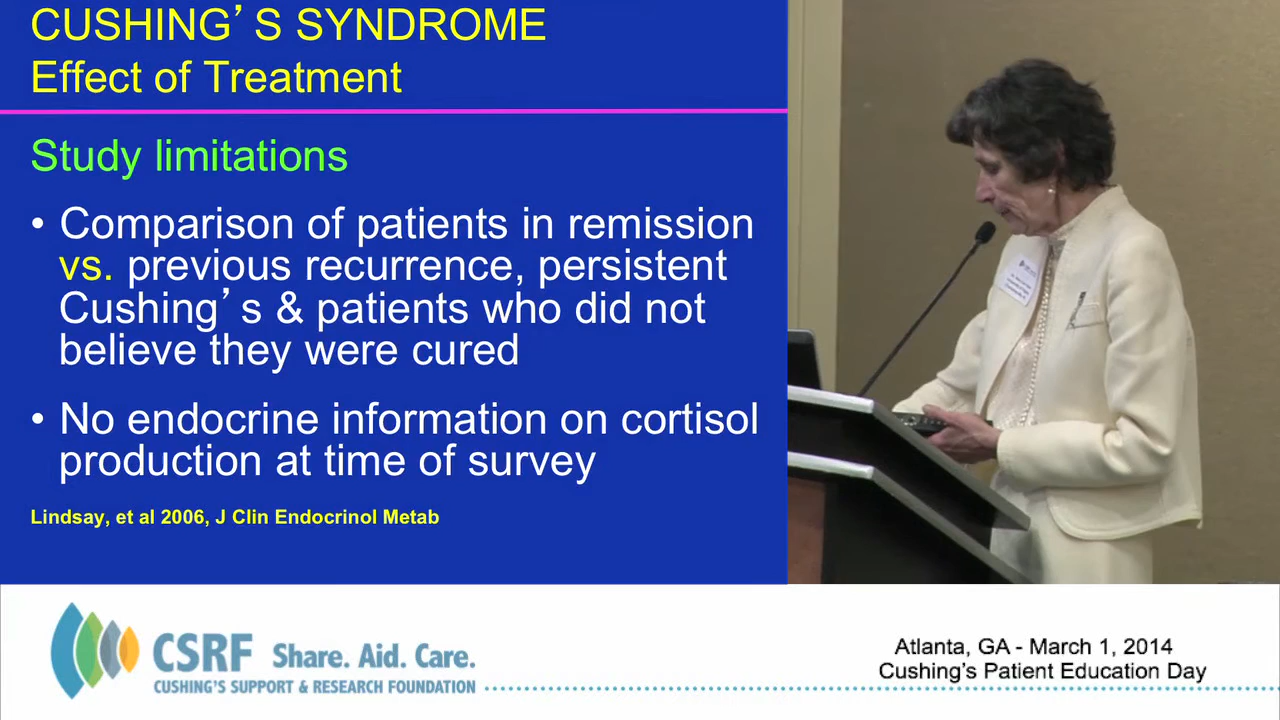 CUSHING’S SYNDROME
Effect of Treatment
Study limitations
• Comparison of patients in remission
vs. previous recurrence, persistent
Cushing’s & patients who did not
believe they were cured
• No endocrine information on cortisol
production at time of survey
Lindsay, et al 2006, J Clin Endocrinol Metab
CSRF Share. Aid. Care.
CUSHING'S SUPPORT & RESEARCH FOUNDATION
Atlanta, GA - March 1, 2014
Cushing's Patient Education Day